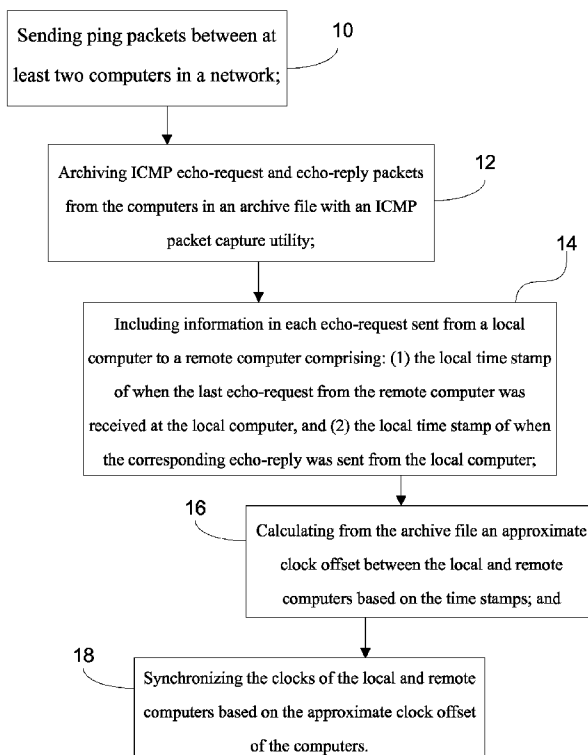 Sending ping packets between at
least two computers in a network;
10
Archiving ICMP echo-request and echo-reply packets
from the computers in an archive file with an ICMP
packet capture utility;
12
14
Including information in each echo-request sent from a local
computer to a remote computer comprising: (1) the local time stamp
of when the last echo-request from the remote computer was
received at the local computer, and (2) the local time stamp of when
the corresponding echo-reply was sent from the local computer;
16
Calculating from the archive file an approximate
clock offset between the local and remote
computers based on the time stamps; and
18
Synchronizing the clocks of the local and remote
computers based on the approximate clock offset
of the computers.